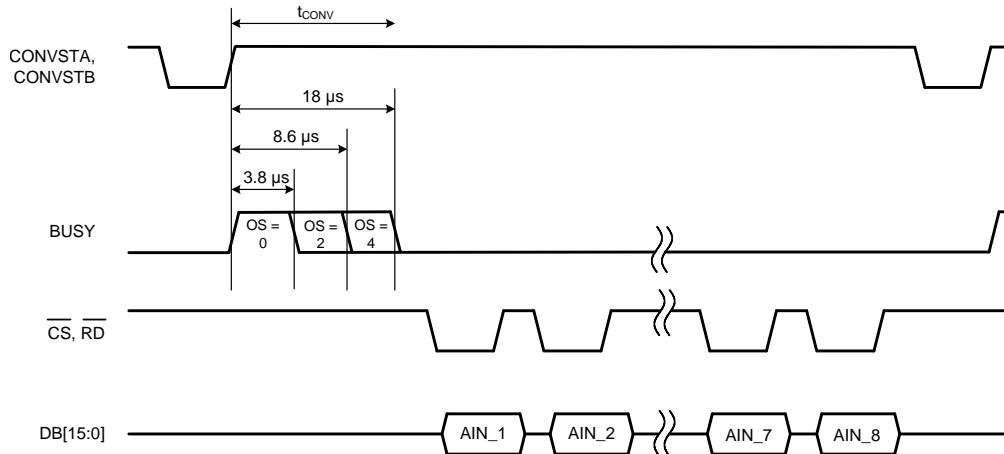 t_CONV
CONVSTA,
CONVSTB
18 µs
8.6 µs
3.8 µs
BUSY
OS =
0
OS =
2
OS =
4
CS, RD
DB[15:0]
AIN_1
AIN_2
AIN_7
AIN_8